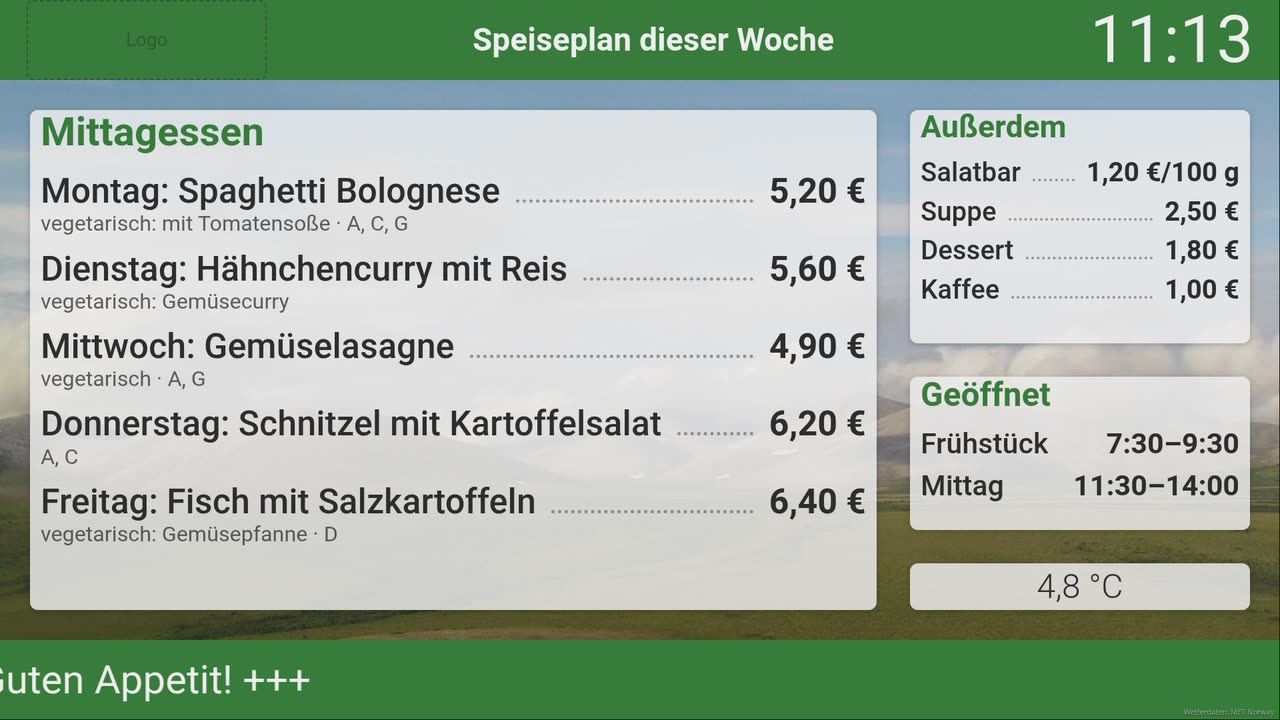 Logo
Speiseplan dieser Woche
11:13
Mittagessen
Montag: Spaghetti Bolognese 5,20 €
vegetarisch: mit Tomatensoße · A, C, G
Dienstag: Hähnchencurry mit Reis 5,60 €
vegetarisch: Gemüsecurry
Mittwoch: Gemüselasagne 4,90 €
vegetarisch · A, G
Donnerstag: Schnitzel mit Kartoffelsalat 6,20 €
A, C
Freitag: Fisch mit Salzkartoffeln 6,40 €
vegetarisch: Gemüsepfanne · D
Außerdem
Salatbar 1,20 €/100 g
Suppe 2,50 €
Dessert 1,80 €
Kaffee 1,00 €
Geöffnet
Frühstück 7:30–9:30
Mittag 11:30–14:00
4,8 °C
Guten Appetit! +++
Wetterdaten: MET Norway